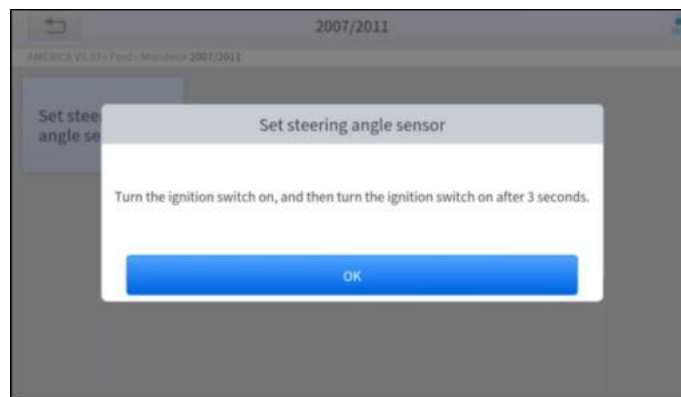 2007/2011
AMERICA V7.57> Ford> Mondeo> 2007/2011
Set stee
angle se
Set steering angle sensor
Turn the ignition switch on, and then turn the ignition switch on after 3 seconds.
OK